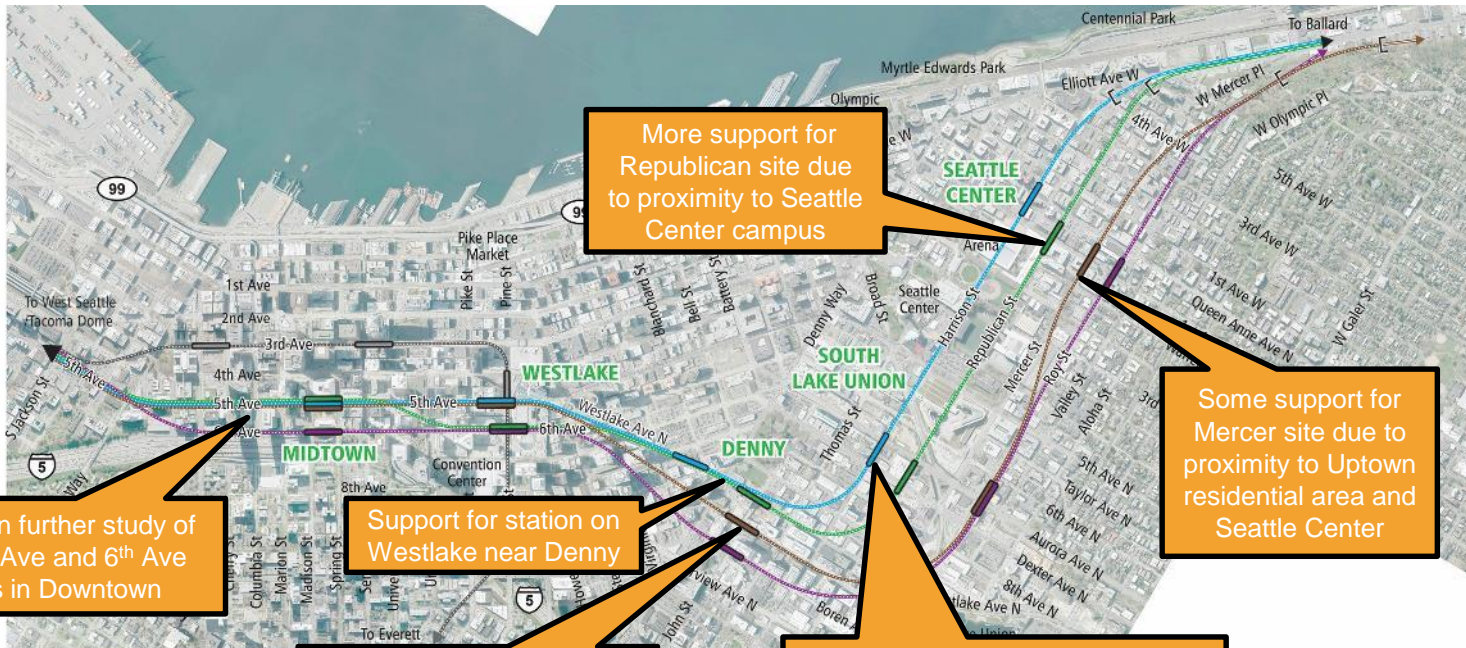 Centennial Park
To Ballard
Myrtle Edwards Park
Elliott Ave W
W Mercer Pl
Olympic
W Olympic Pl
4th Ave W
More support for
Republican site due
to proximity to Seattle
Center campus
SEATTLE
CENTER
5th Ave W
99
3rd Ave W
Pike Place
Market
Arena
1st Ave W
Queen Anne Ave N
W Galer St
1st Ave
Pike St
Pine St
Blanchard St
Bell St
Battery St
Denny Way
Broad St
Seattle
Center
Harrison St
Republican St
Mercer St
Roy St
Valley St
Aloha St
To West Seattle
/Tacoma Dome
2nd Ave
3rd Ave
4th Ave
SOUTH
LAKE UNION
WESTLAKE
5th Ave
5th Ave
5th Ave
Westlake Ave N
Thomas St
S Jackson St
6th Ave
MIDTOWN
DENNY
Some support for
Mercer site due to
proximity to Uptown
residential area and
Seattle Center
5
Convention
Center
8th Ave
5th Ave N
Taylor Ave N
6th Ave N
Aurora Ave N
Dexter Ave N
8th Ave N
further study of
Ave and 6th Ave
in Downtown
Support for station on
Westlake near Denny
Columbia St
Marion St
Madison St
Spring St
John St
5
To Everett